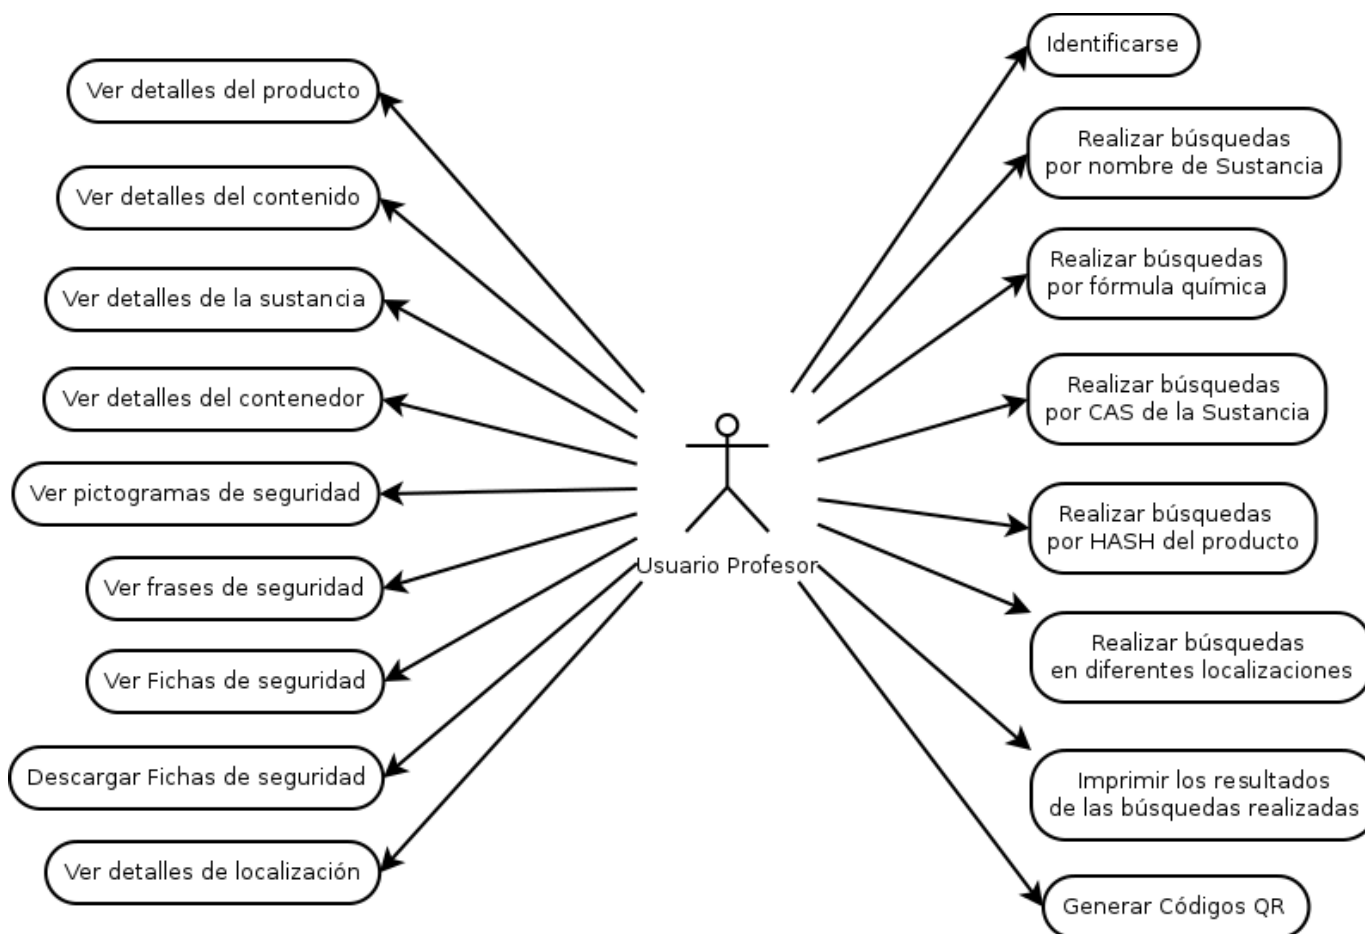 Ver detalles del producto
Ver detalles del contenido
Ver detalles de la sustancia
Ver detalles del contenedor
Ver pictogramas de seguridad
Ver frases de seguridad
Ver Fichas de seguridad
Descargar Fichas de seguridad
Ver detalles de localización
Usuario Profesor
Identificarse
Realizar búsquedas
por nombre de Sustancia
Realizar búsquedas
por fórmula química
Realizar búsquedas
por CAS de la Sustancia
Realizar búsquedas
por HASH del producto
Realizar búsquedas
en diferentes localizaciones
Imprimir los resultados
de las búsquedas realizadas
Generar Códigos QR